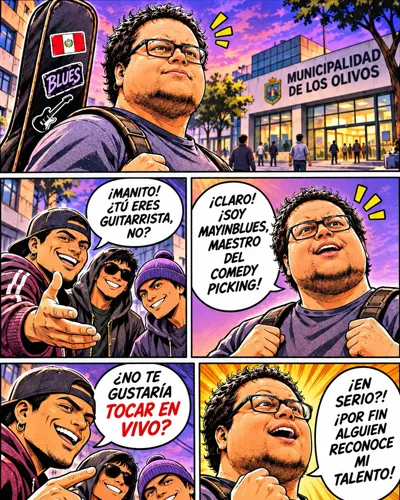 BLUES
MUNICIPALIDAD
DE LOS OLIVOS
¡MANITO!
¿TÚ ERES
GUITARRISTA,
NO?
¡CLARO!
¡SOY
MAYINBLUES,
MAESTRO
DEL
COMEDY
PICKING!
¿NO TE
GUSTARÍA
TOCAR EN
VIVO?
¡EN
SERIO?!
¡POR FIN
ALGUIEN
RECONOCE
MI
TALENTO!